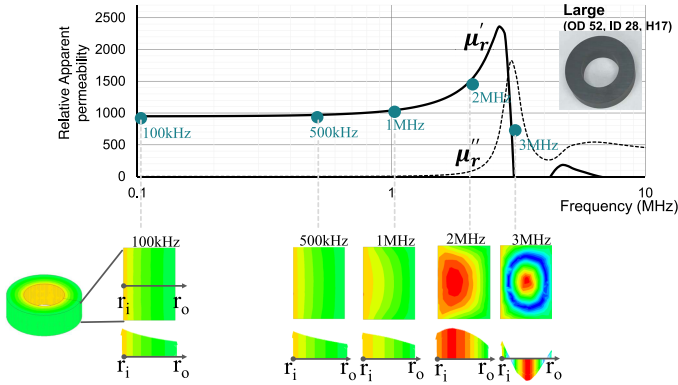 Large
(OD 52, ID 28, H17)
Relative Apparent
permeability
2500
2000
1500
1000
500
0
μr'
μr''
100kHz
500kHz
1MHz
2MHz
3MHz
0.1
1
10
Frequency (MHz)
100kHz
500kHz
1MHz
2MHz
3MHz
ri
ro
ri
ro
ri
ro
ri
ro
ri
ro
ri
ro